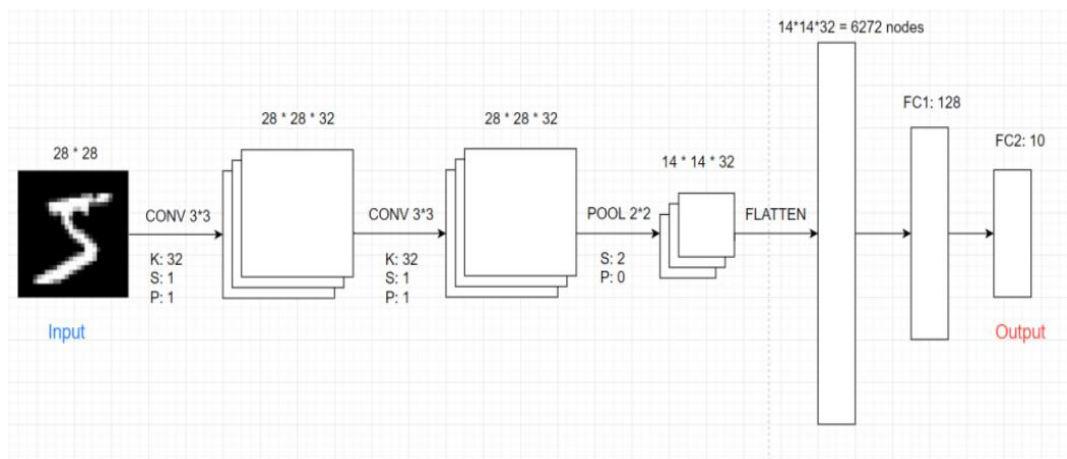 14*14*32 = 6272 nodes
FC1: 128
28 * 28 * 32
28 * 28 * 32
FC2: 10
28 * 28
14 * 14 * 32
CONV 3*3
CONV 3*3
POOL 2*2
FLATTEN
K: 32
S: 1
P: 1
K: 32
S: 1
P: 1
S: 2
P: 0
Input
Output